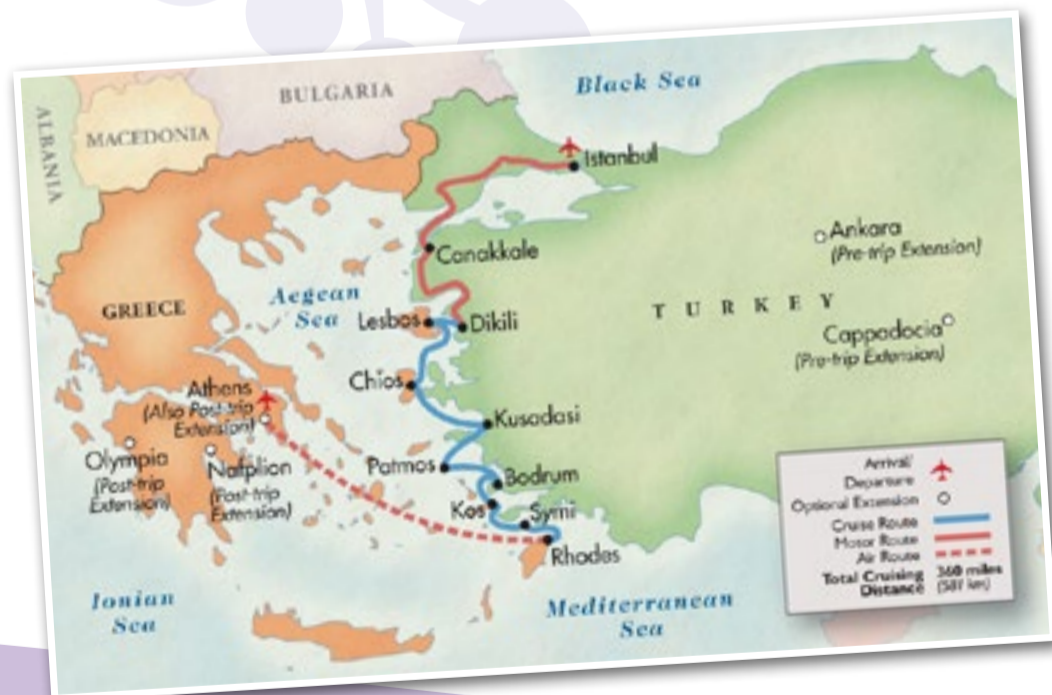 Black Sea
BULGARIA
MACEDONIA
ALBANIA
Istanbul
Ankara
(Pre-trip Extension)
Canakkale
Aegean
Sea
GREECE
TURKEY
Lesbos
Dikili
Cappadocia
(Pre-trip Extension)
Chios
Athens
(Also Post-trip
Extension)
Kusadasi
Olympia
(Post-trip
Extension)
Nafplion
(Post-trip
Extension)
Patmos
Bodrum
Kos
Symi
Rhodes
Ionian
Sea
Mediterranean
Sea
Arrival/
Departure
Optional Extension
Cruise Route
Motor Route
Air Route
Total Cruising 360 miles
Distance (587 km)